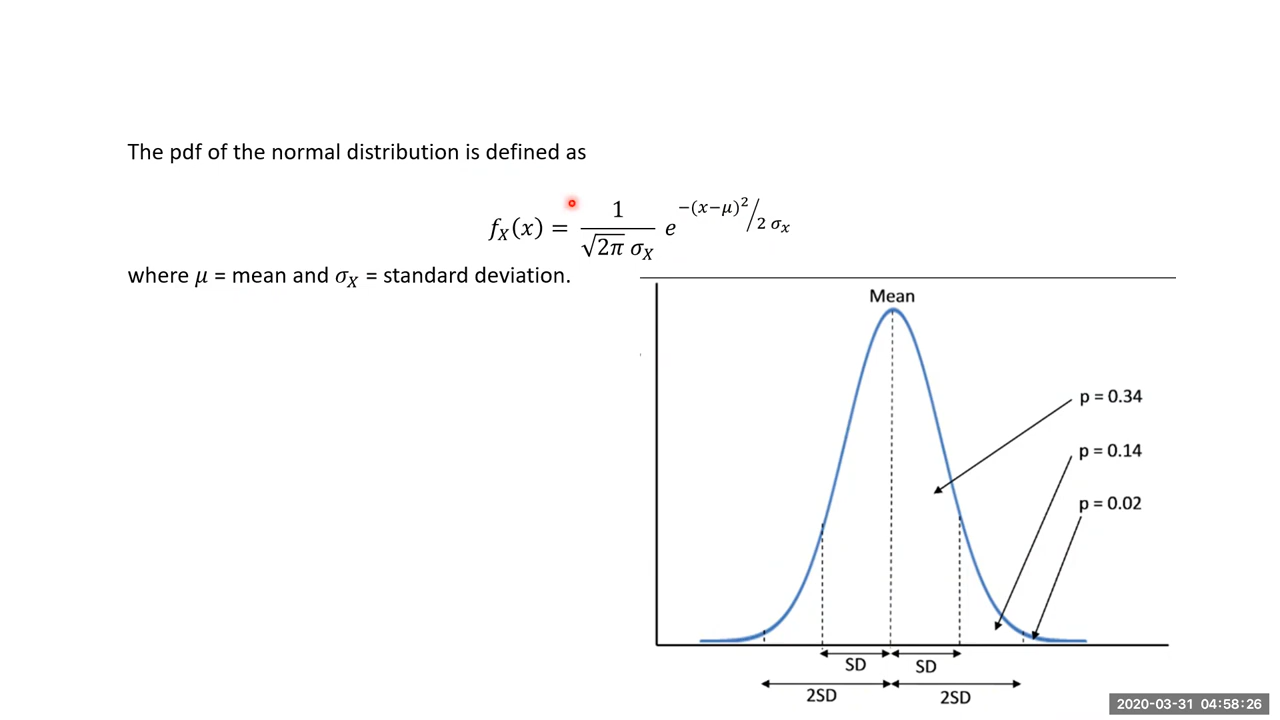 The pdf of the normal distribution is defined as
f_X(x) = 1/(√2π σ_X) e^(−(x−μ)²/2 σ_x)
where μ = mean and σ_X = standard deviation.
Mean
p = 0.34
p = 0.14
p = 0.02
SD SD
2SD 2SD
2020-03-31 04:58:26